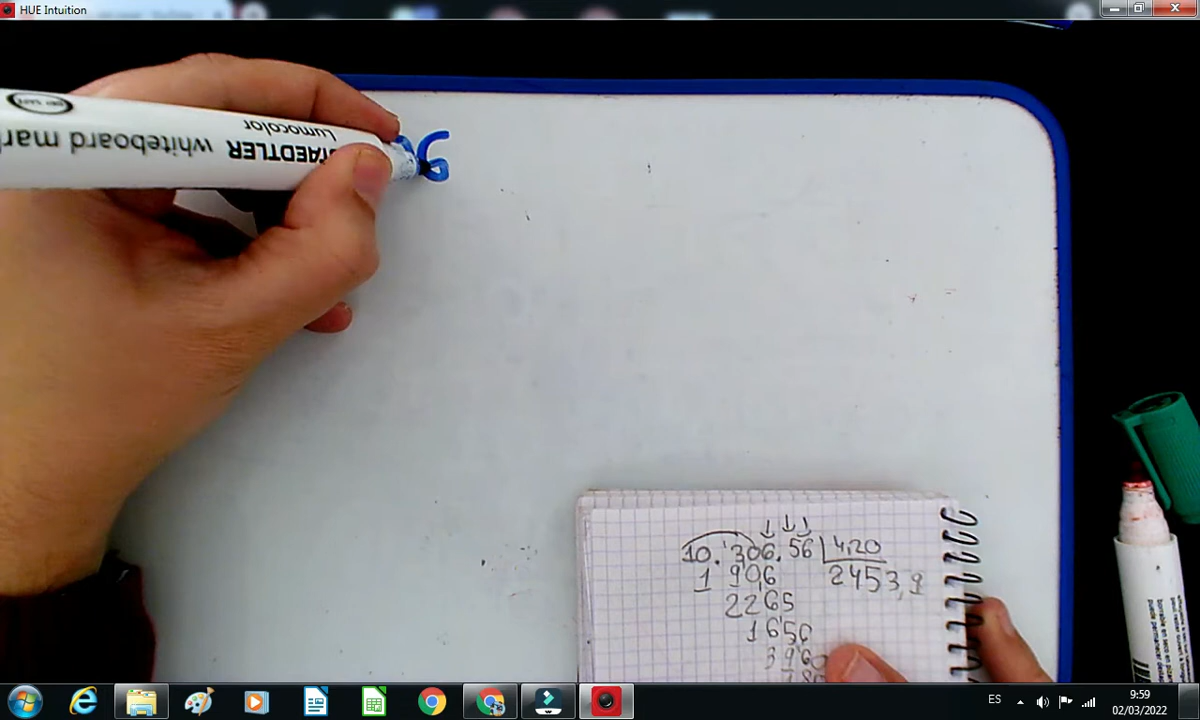 HUE Intuition
STAEDTLER whiteboard mark
Lumocolor
10.306.56 4,20
1 906 2453,9
2265
1656
3960
ES
9:59
02/03/2022